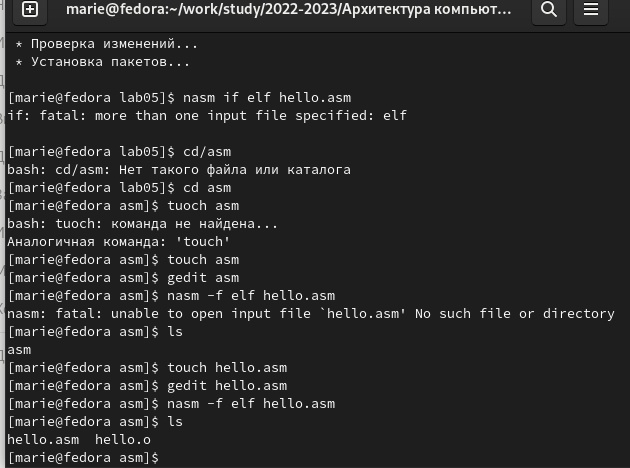 marie@fedora:~/work/study/2022-2023/Архитектура компьют...
* Проверка изменений...
* Установка пакетов...
[marie@fedora lab05]$ nasm if elf hello.asm
if: fatal: more than one input file specified: elf
[marie@fedora lab05]$ cd/asm
bash: cd/asm: Нет такого файла или каталога
[marie@fedora lab05]$ cd asm
[marie@fedora asm]$ tuoch asm
bash: tuoch: команда не найдена...
Аналогичная команда: 'touch'
[marie@fedora asm]$ touch asm
[marie@fedora asm]$ gedit asm
[marie@fedora asm]$ nasm -f elf hello.asm
nasm: fatal: unable to open input file `hello.asm' No such file or directory
[marie@fedora asm]$ ls
asm
[marie@fedora asm]$ touch hello.asm
[marie@fedora asm]$ gedit hello.asm
[marie@fedora asm]$ nasm -f elf hello.asm
[marie@fedora asm]$ ls
hello.asm  hello.o
[marie@fedora asm]$